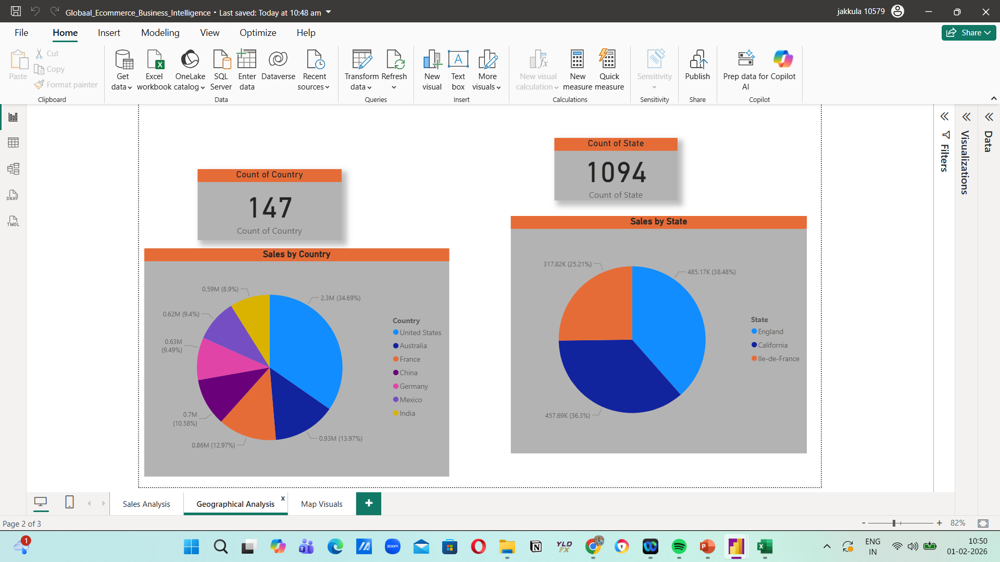 Globaal_Ecommerce_Business_Intelligence • Last saved: Today at 10:48 am
jakkula 10579
File
Home
Insert
Modeling
View
Optimize
Help
Share
Paste
Cut
Copy
Format painter
Clipboard
Get data
Excel workbook
OneLake catalog
SQL Server
Enter data
Dataverse
Recent sources
Data
Transform data
Refresh
Queries
New visual
Text box
More visuals
Insert
New visual calculation
New measure
Quick measure
Calculations
Sensitivity
Sensitivity
Publish
Share
Prep data for AI
Copilot
Copilot
DAX
TMDL
Filters
Visualizations
Data
Count of Country
147
Count of Country
Count of State
1094
Count of State
Sales by Country
0.59M (8.9%)
2.3M (34.69%)
0.62M (9.4%)
0.63M
(9.49%)
0.7M
(10.58%)
0.86M (12.97%)
0.93M (13.97%)
Country
United States
Australia
France
China
Germany
Mexico
India
Sales by State
317.82K (25.21%)
485.17K (38.48%)
457.69K (36.3%)
State
England
California
Ile-de-France
Sales Analysis
Geographical Analysis
x
Map Visuals
+
Page 2 of 3
- + 82%
1
zoom
YLD
FX
ENG
IN
10:50
01-02-2026